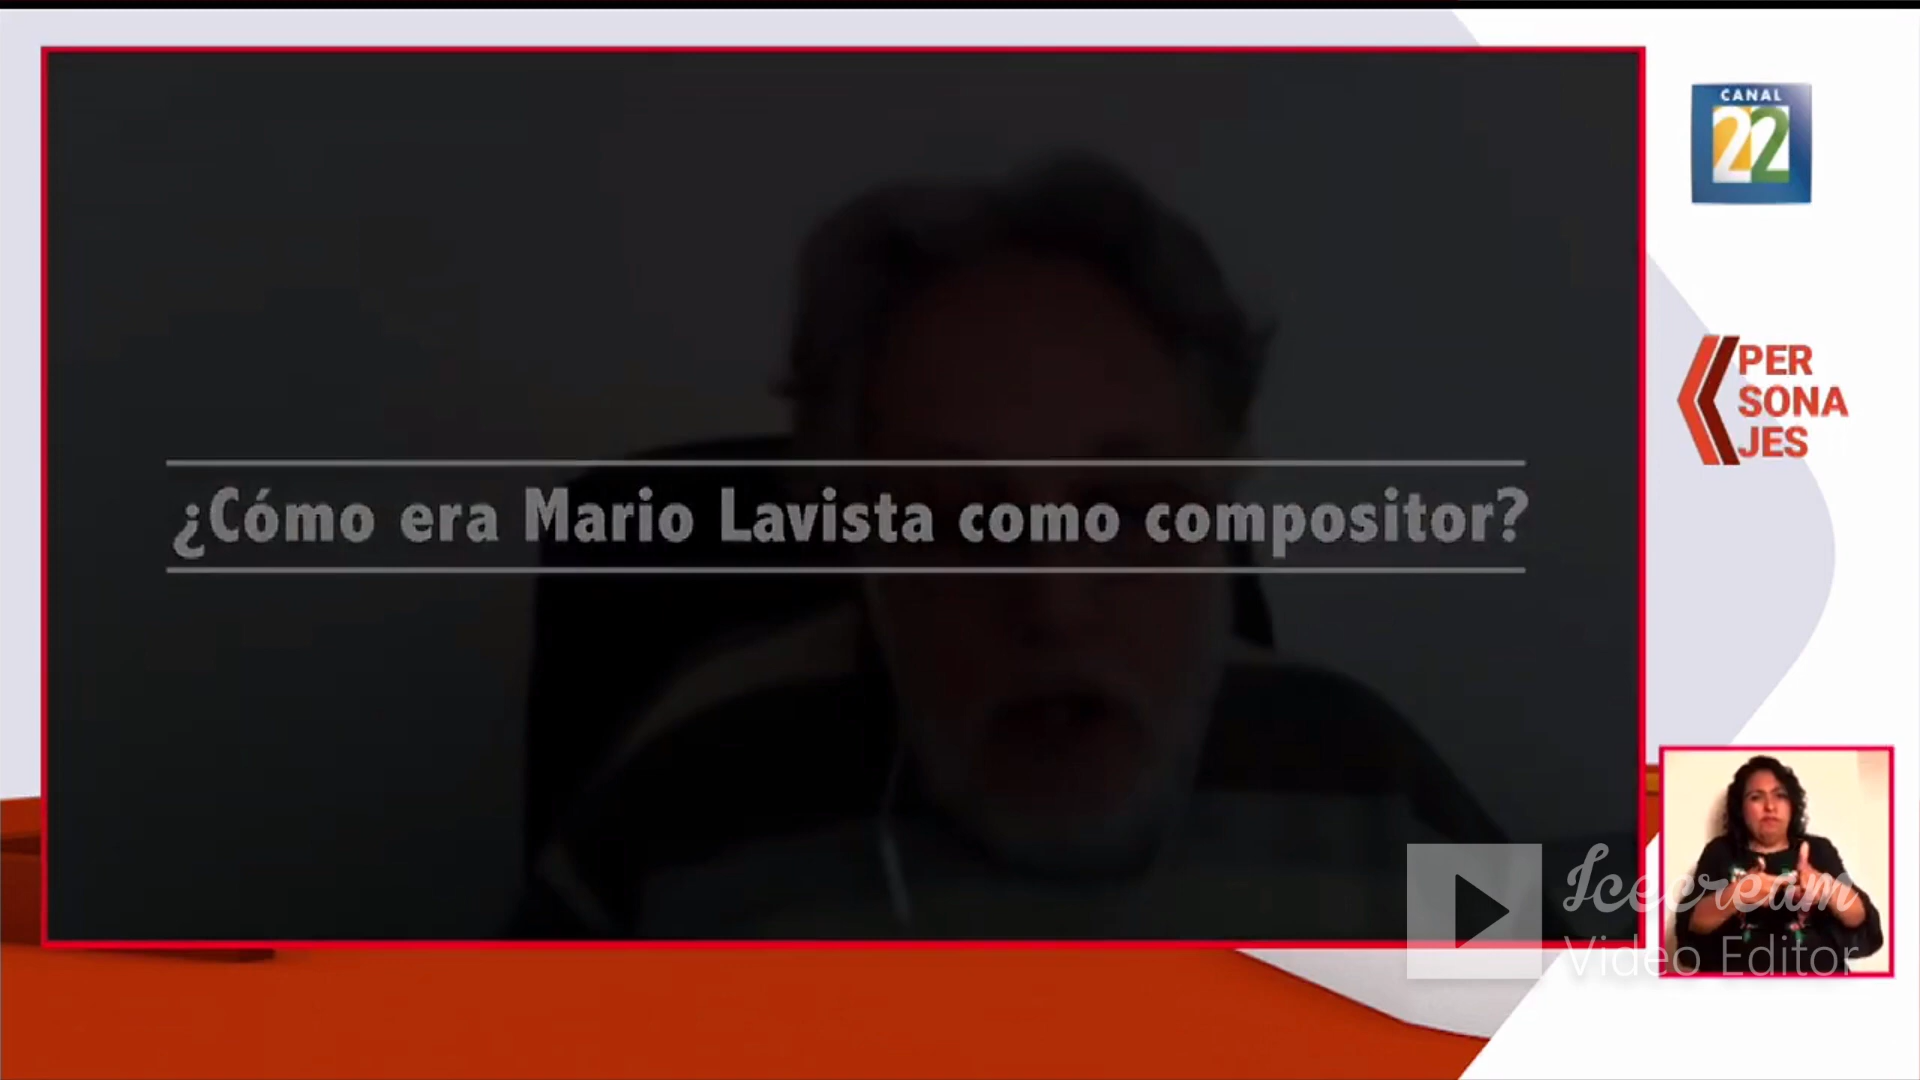 CANAL
22
PER
SONA
JES
¿Cómo era Mario Lavista como compositor?
Icecream
Video Editor